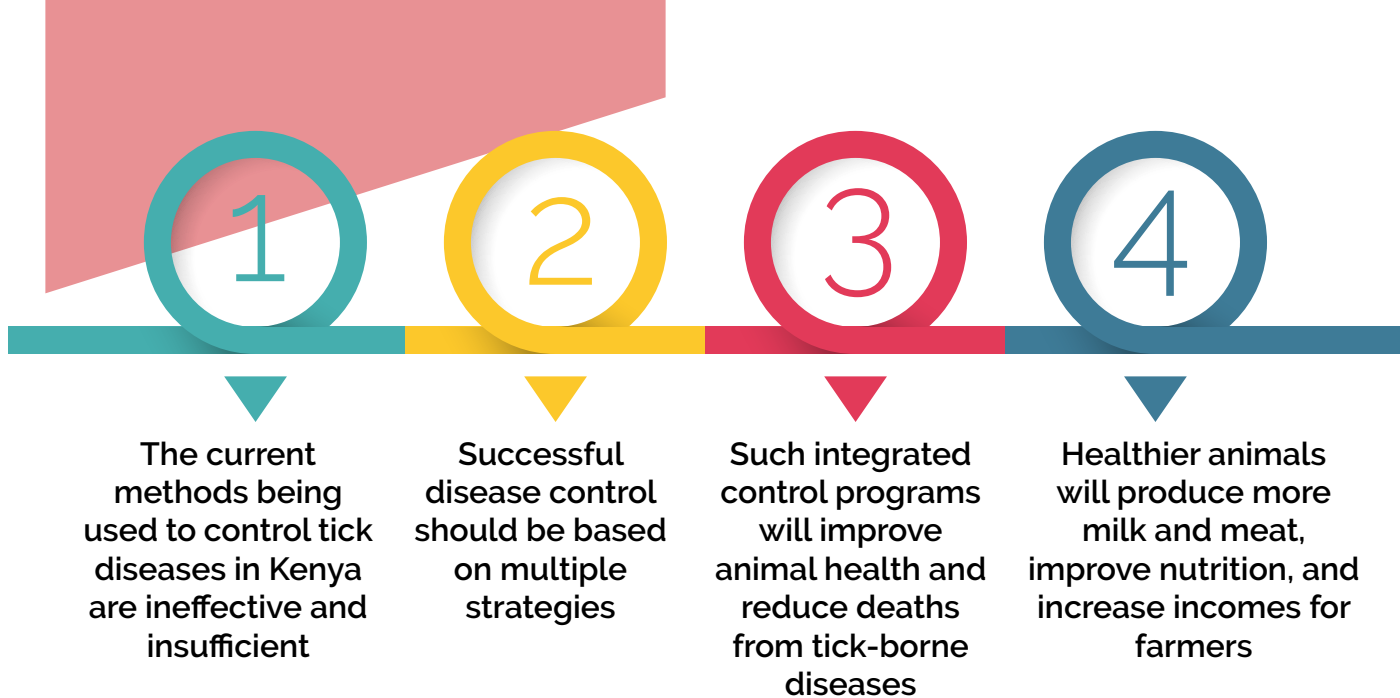 1
The current
methods being
used to control tick
diseases in Kenya
are ineffective and
insufficient
2
Successful
disease control
should be based
on multiple
strategies
3
Such integrated
control programs
will improve
animal health and
reduce deaths
from tick-borne
diseases
4
Healthier animals
will produce more
milk and meat,
improve nutrition, and
increase incomes for
farmers